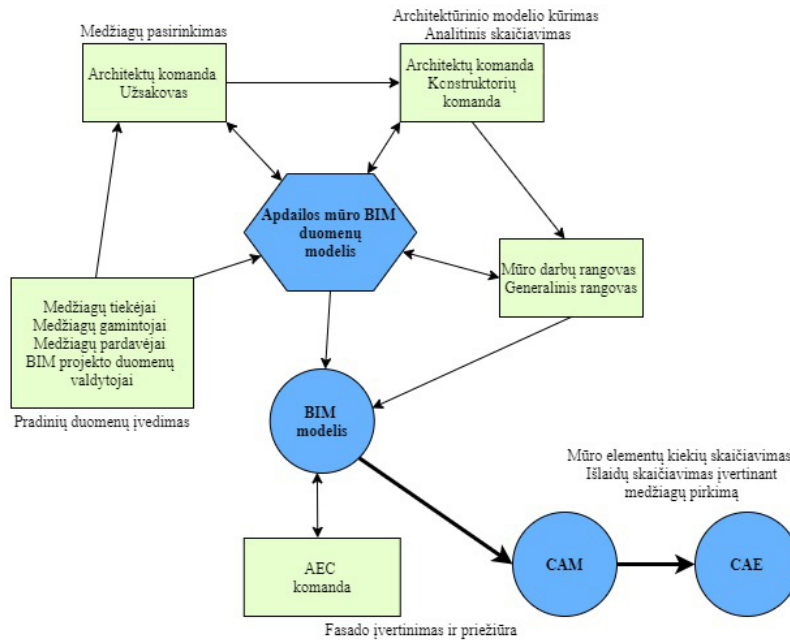 Medžiagų pasirinkimas
Architektų komanda
Užsakovas
Architektūrinio modelio kūrimas
Analitinis skaičiavimas
Architektų komanda
Konstruktorių
komanda
Apdailos mūro BIM
duomenų
modelis
Mūro darbų rangovas
Generalinis rangovas
Medžiagų tiekėjai
Medžiagų gamintojai
Medžiagų pardavėjai
BIM projekto duomenų
valdytojai
Pradinių duomenų įvedimas
BIM
modelis
Mūro elementų kiekių skaičiavimas
Išlaidų skaičiavimas įvertinant
medžiagų pirkimą
CAM
CAE
AEC
komanda
Fasado įvertinimas ir priežiūra